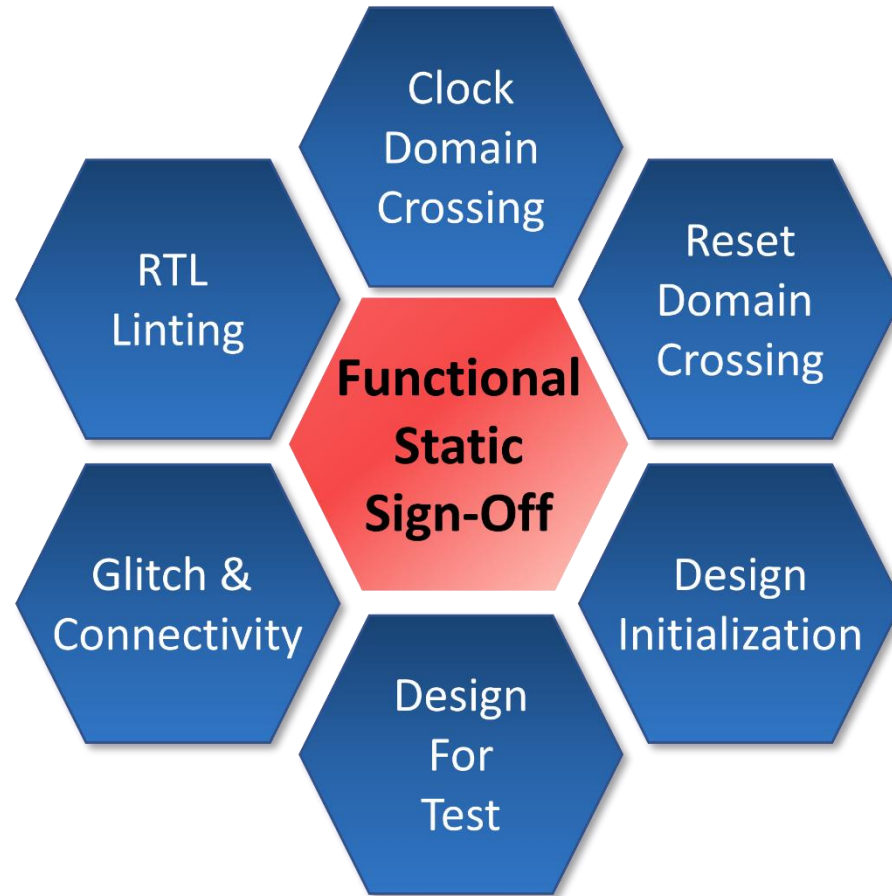 Clock
Domain
Crossing
RTL
Linting
Reset
Domain
Crossing
Functional
Static
Sign-Off
Glitch &
Connectivity
Design
Initialization
Design
For
Test